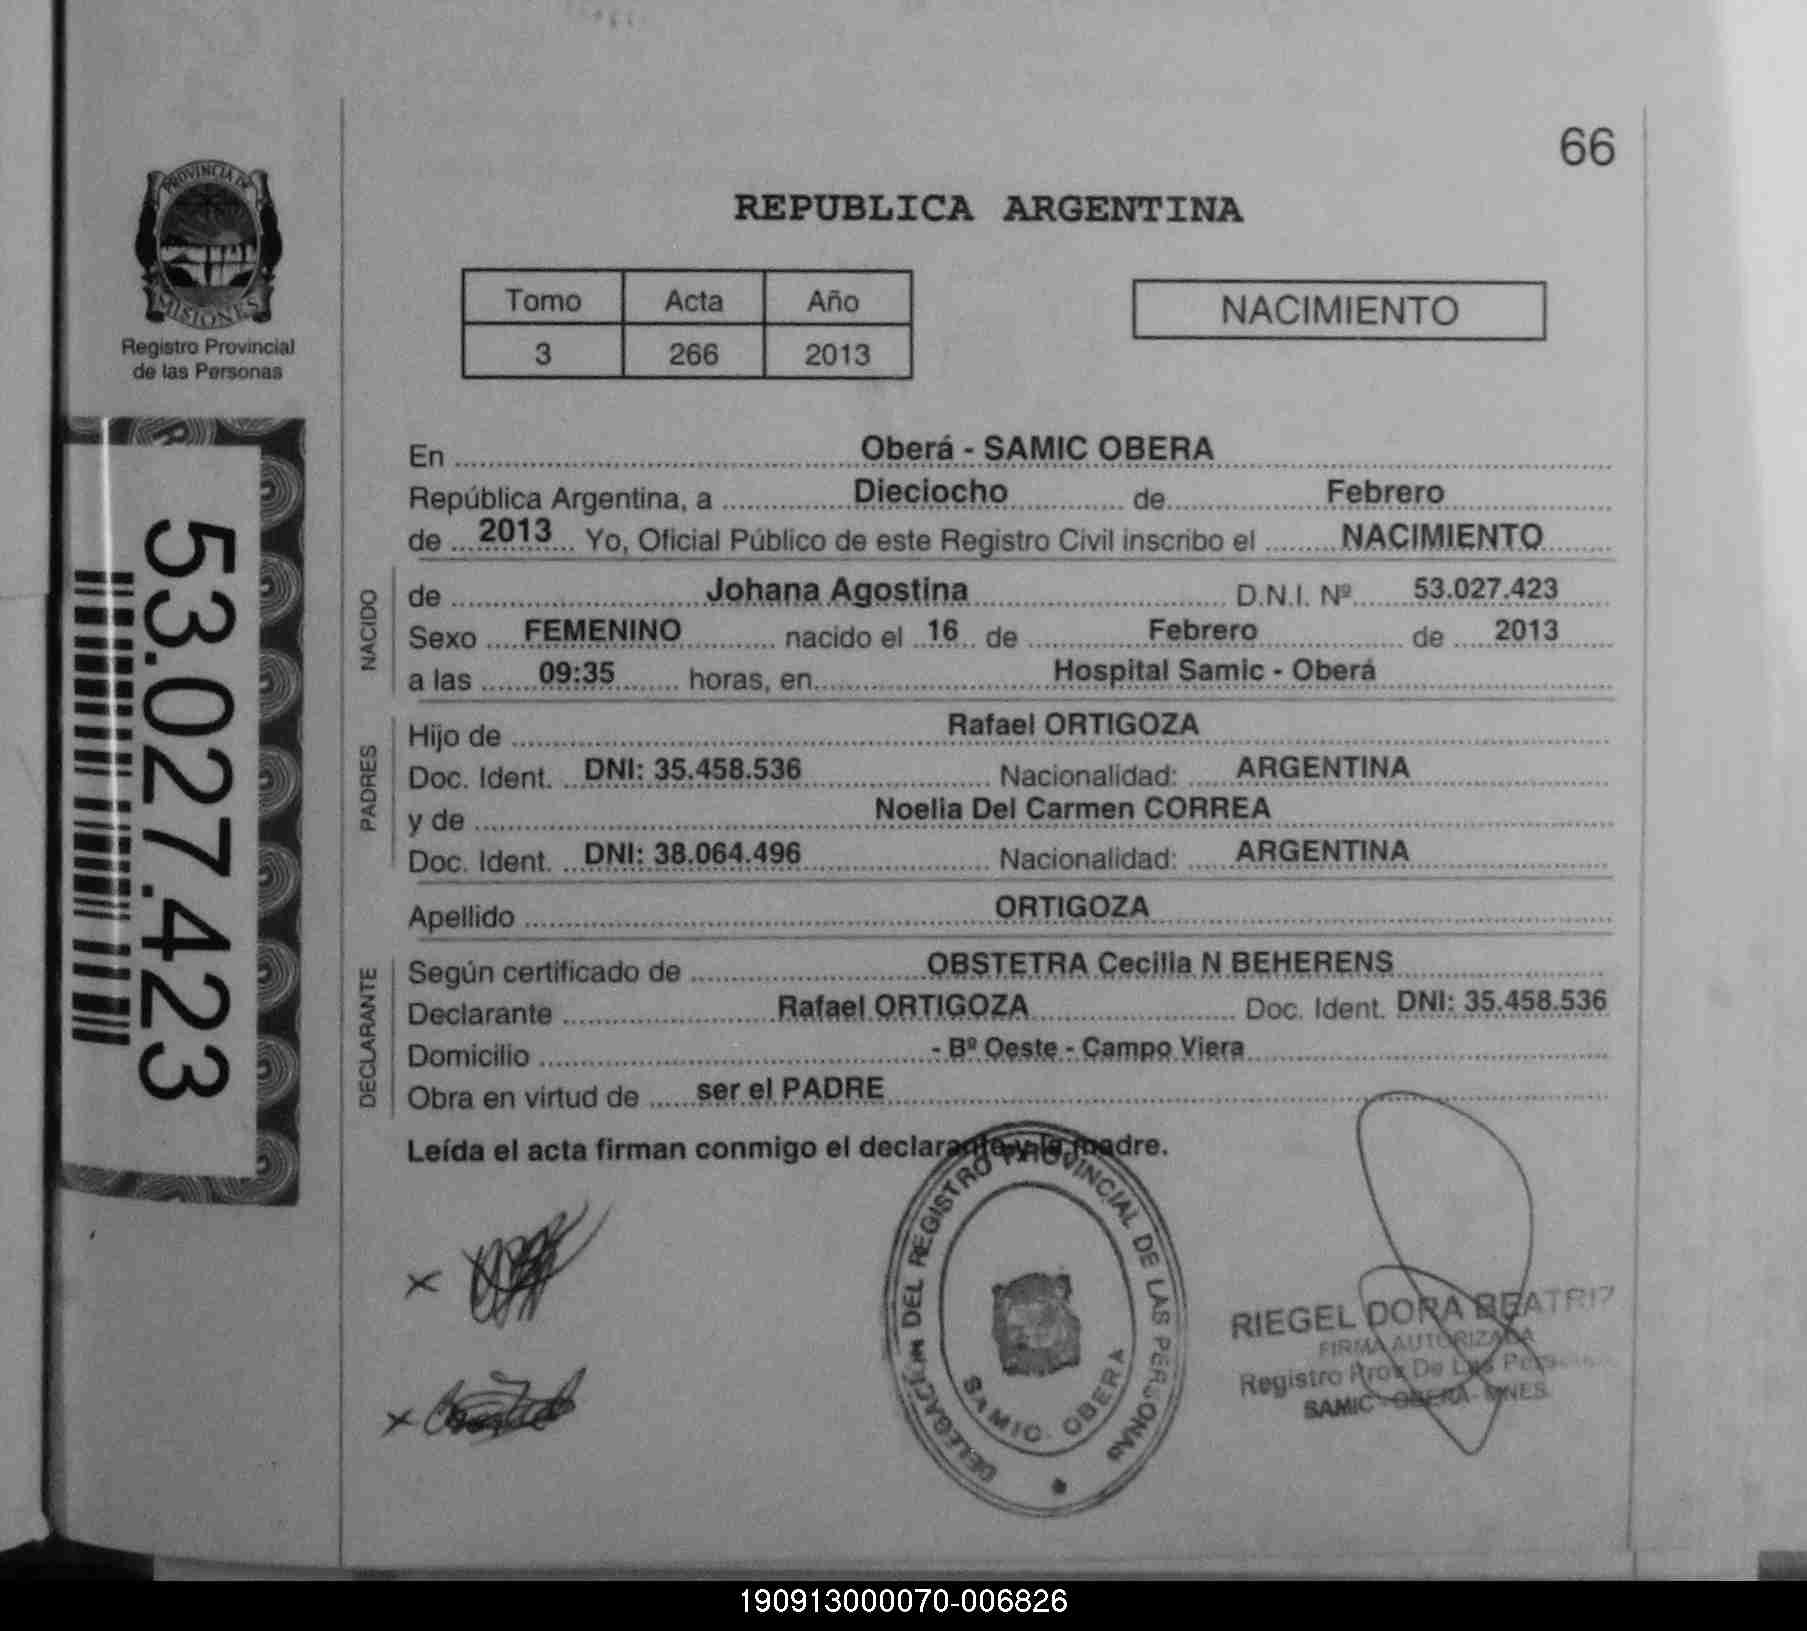 66
PROVINCIA DE
MISIONES
Registro Provincial
de las Personas
REPUBLICA ARGENTINA
Tomo Acta Año
3 266 2013
NACIMIENTO
53.027.423
En Oberá - SAMIC OBERA
República Argentina, a Dieciocho de Febrero
de 2013 Yo, Oficial Público de este Registro Civil inscribo el NACIMIENTO
NACIDO
de Johana Agostina D.N.I. Nº 53.027.423
Sexo FEMENINO nacido el 16 de Febrero de 2013
a las 09:35 horas, en Hospital Samic - Oberá
PADRES
Hijo de Rafael ORTIGOZA
Doc. Ident. DNI: 35.458.536 Nacionalidad: ARGENTINA
y de Noelia Del Carmen CORREA
Doc. Ident. DNI: 38.064.496 Nacionalidad: ARGENTINA
Apellido ORTIGOZA
DECLARANTE
Según certificado de OBSTETRA Cecilia N BEHERENS
Declarante Rafael ORTIGOZA Doc. Ident. DNI: 35.458.536
Domicilio - Bº Oeste - Campo Viera
Obra en virtud de ser el PADRE
Leída el acta firman conmigo el declarante y la madre.
DELEGACIÓN DEL REGISTRO PROVINCIAL DE LAS PERSONAS
SAMIC. OBERA
RIEGEL DORA BEATRIZ
FIRMA AUTORIZADA
Registro Prov De Las Personas
SAMIC - OBERA - MNES.
190913000070-006826